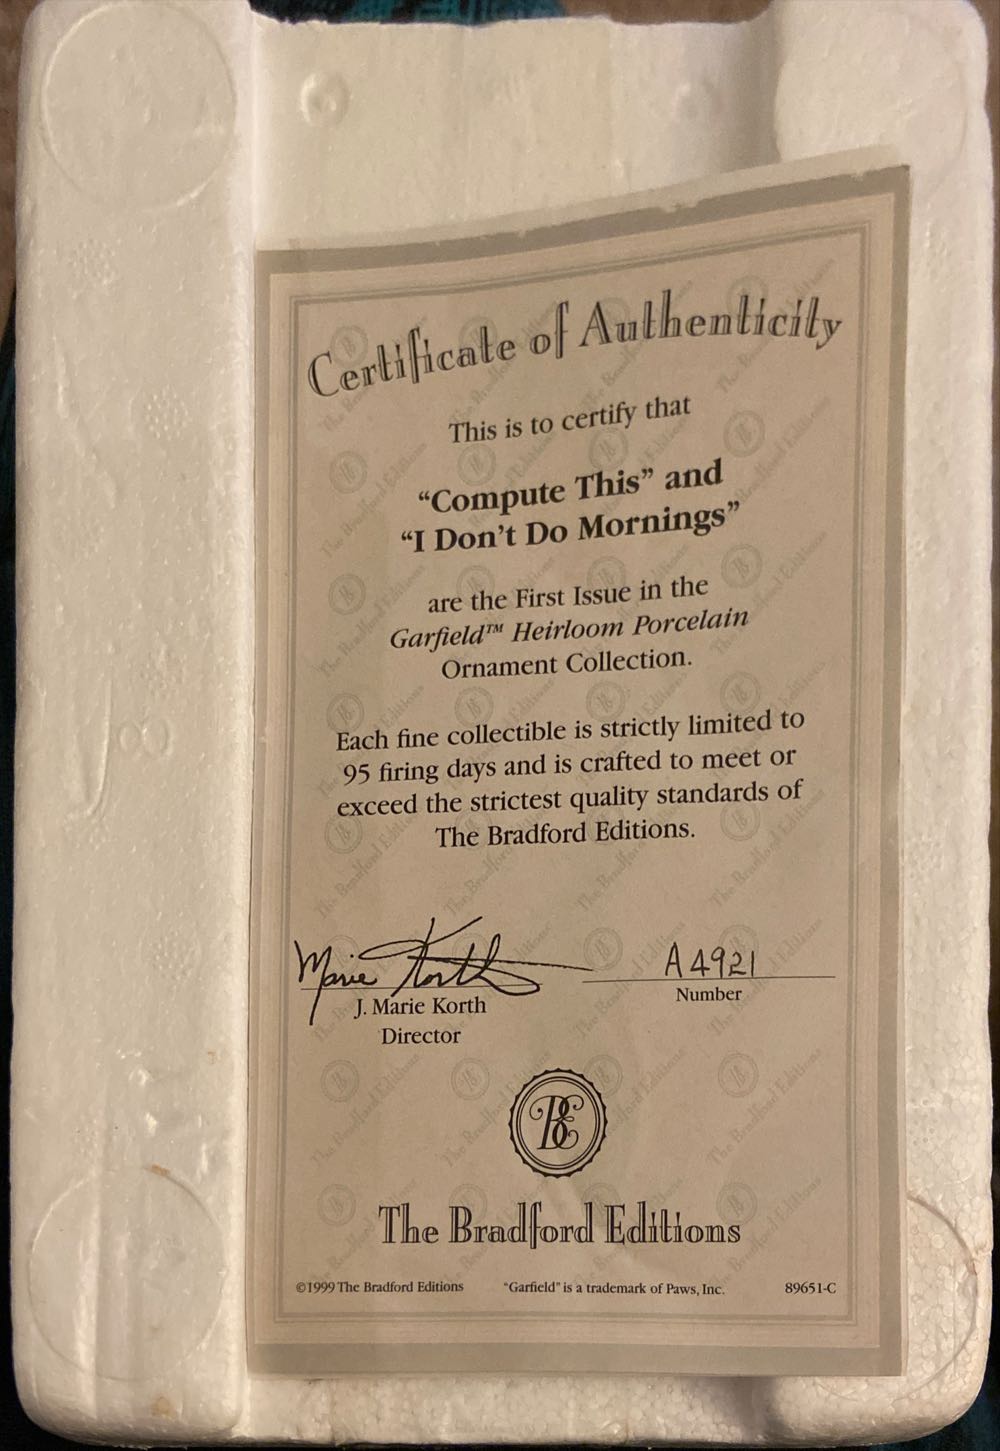 Certificate of Authenticity
This is to certify that
“Compute This” and
“I Don’t Do Mornings”
are the First Issue in the
Garfield™ Heirloom Porcelain
Ornament Collection.
Each fine collectible is strictly limited to
95 firing days and is crafted to meet or
exceed the strictest quality standards of
The Bradford Editions.
Marie Korth
A4921
J. Marie Korth
Number
Director
BE
The Bradford Editions
©1999 The Bradford Editions "Garfield" is a trademark of Paws, Inc. 89651-C